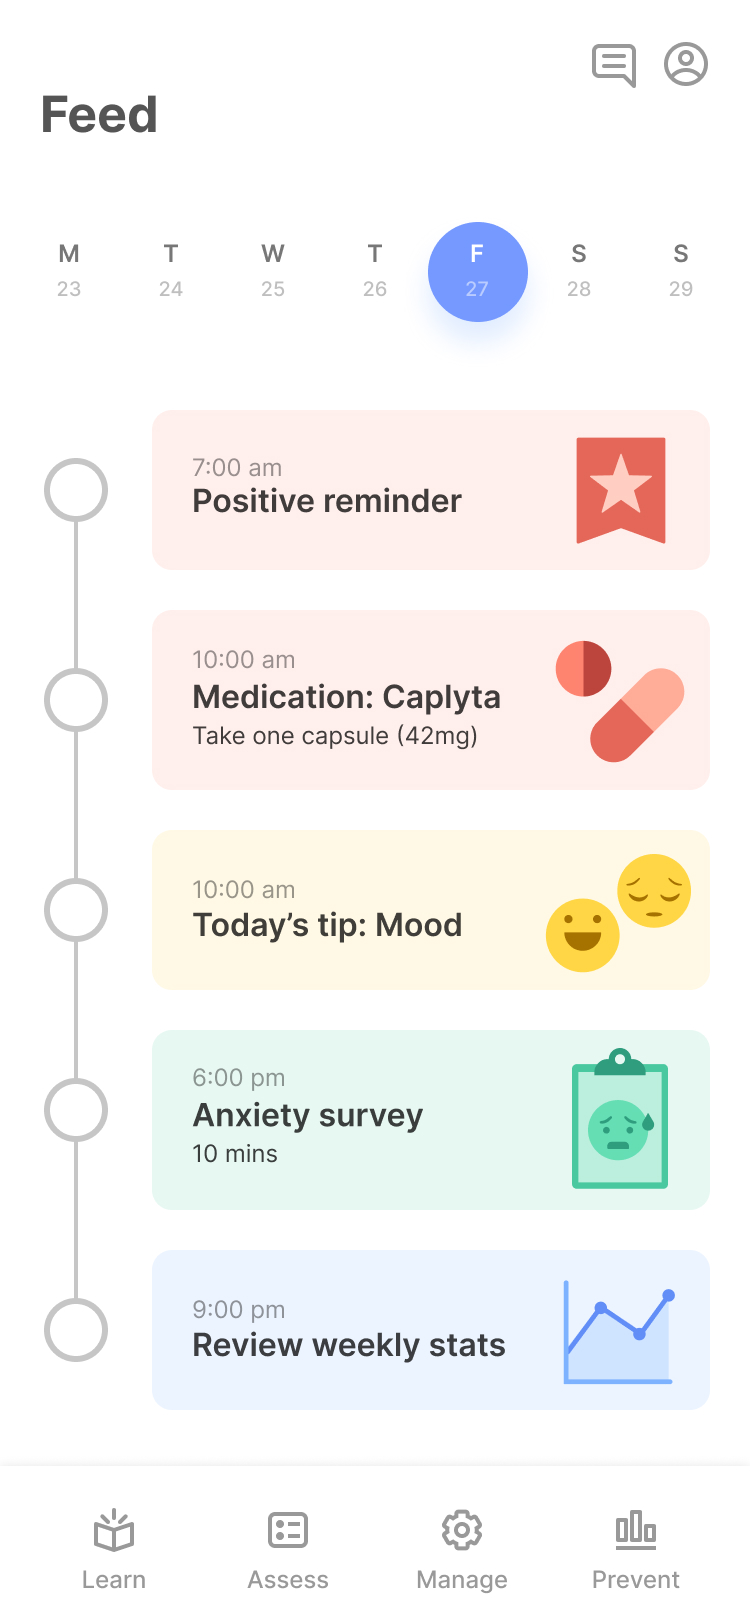 Feed
M T W T F S S
23 24 25 26 27 28 29
7:00 am
Positive reminder
10:00 am
Medication: Caplyta
Take one capsule (42mg)
10:00 am
Today’s tip: Mood
6:00 pm
Anxiety survey
10 mins
9:00 pm
Review weekly stats
Learn Assess Manage Prevent